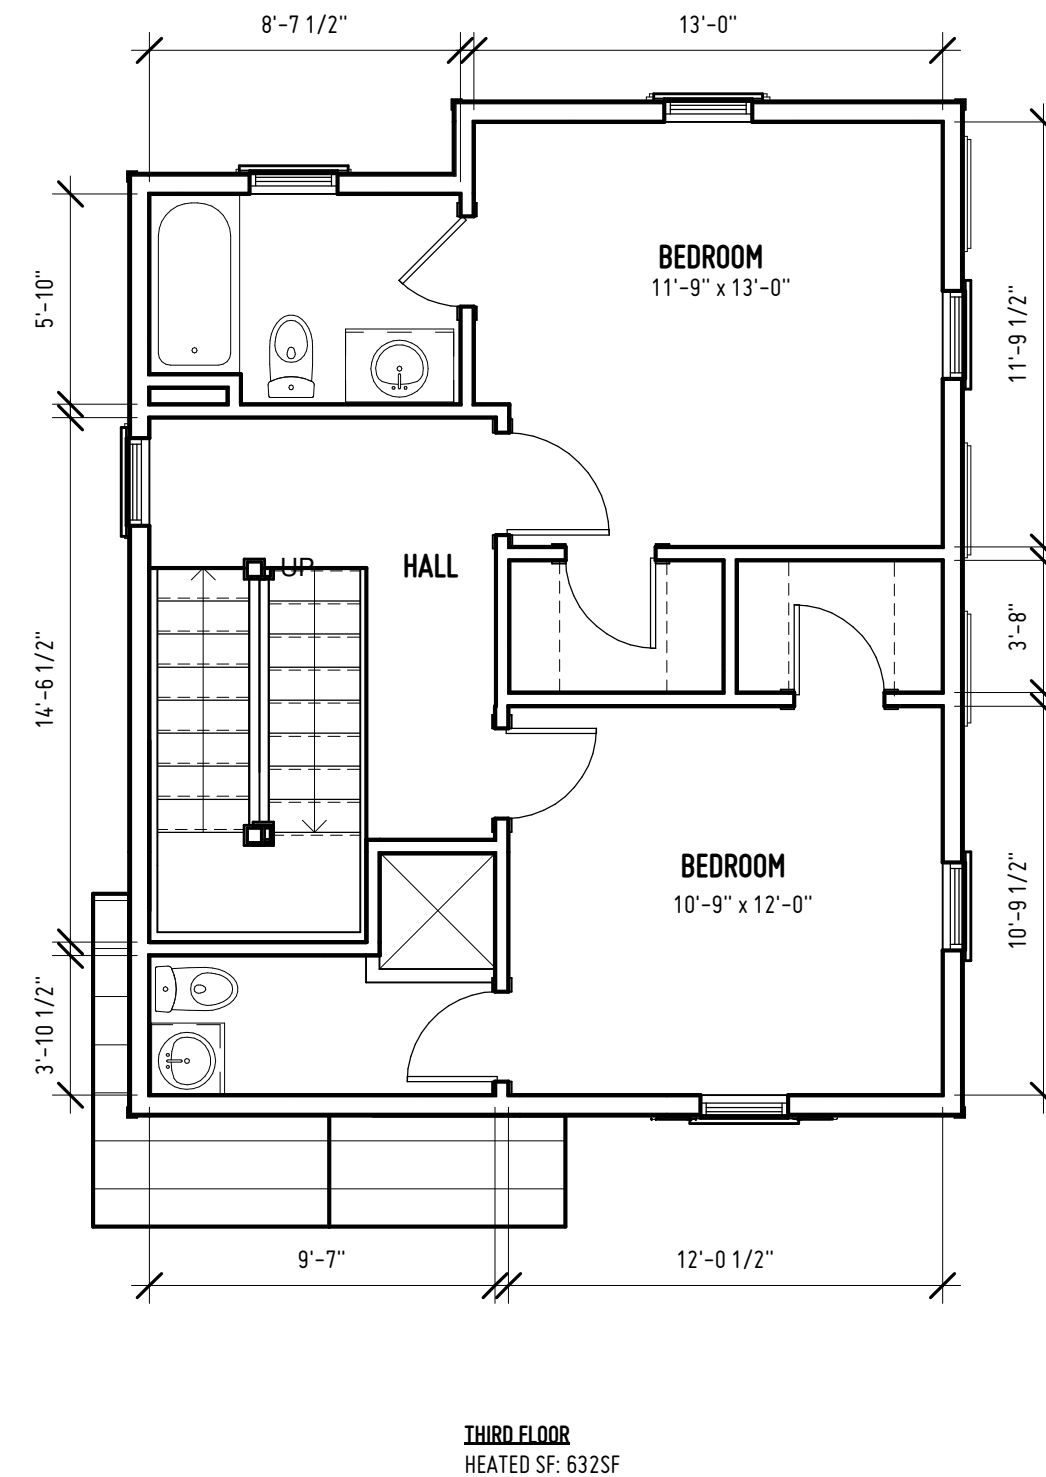 8'-7 1/2"
13'-0"
BEDROOM
11'-9" x 13'-0"
5'-10"
11'-9 1/2"
UP
HALL
3'-8"
14'-6 1/2"
BEDROOM
10'-9" x 12'-0"
10'-9 1/2"
3'-10 1/2"
9'-7"
12'-0 1/2"
THIRD FLOOR
HEATED SF: 632SF